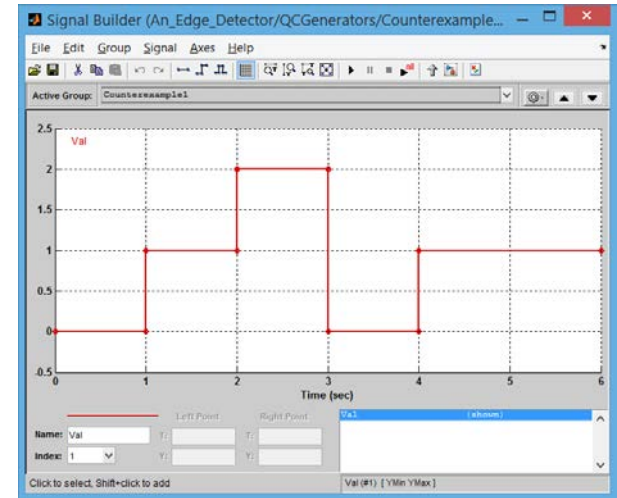 Signal Builder (An_Edge_Detector/QCGenerators/Counterexample...
File Edit Group Signal Axes Help
Active Group: Counterexample1
2.5
Val
2
1.5
1
0.5
0
-0.5
0 1 2 3 4 5 6
Time (sec)
Left Point Right Point
Name: Val T: T:
Index: 1 Y: Y:
Val (shown)
Click to select, Shift+click to add Val (#1) [ YMin YMax ]